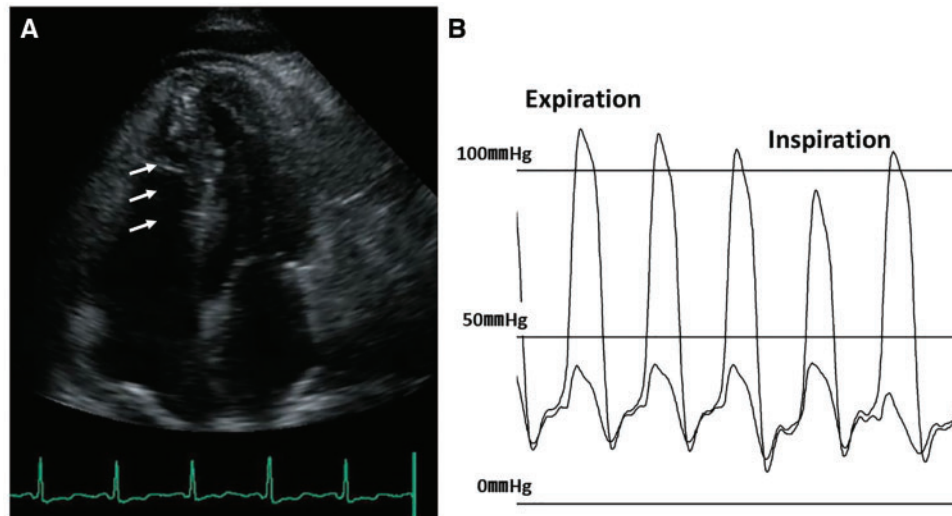 A
B
Expiration
Inspiration
100mmHg
50mmHg
0mmHg